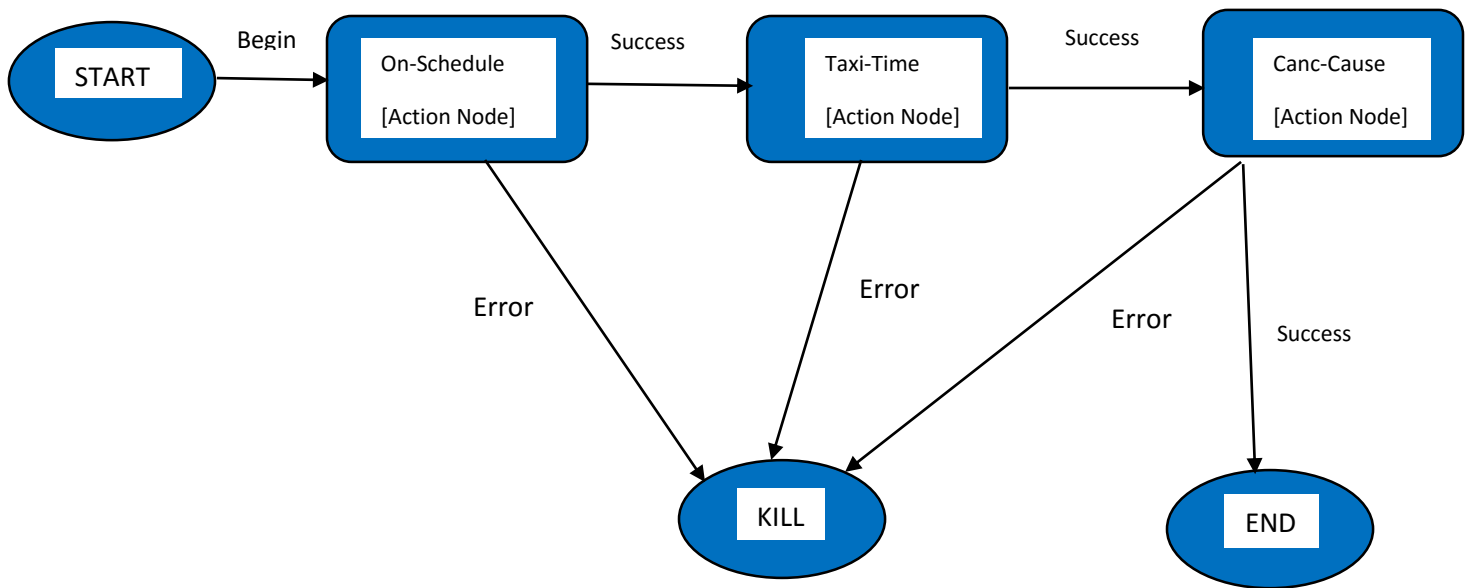 Begin
Success
Success
START
On-Schedule
[Action Node]
Taxi-Time
[Action Node]
Canc-Cause
[Action Node]
Error
Error
Error
Success
KILL
END